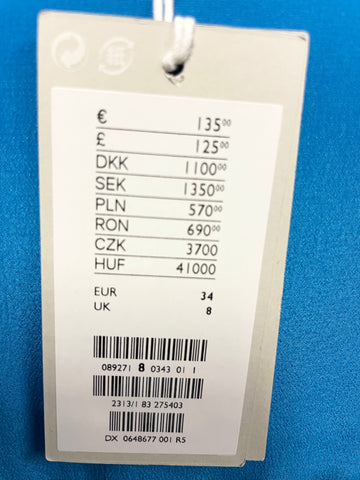 € 135⁰⁰
£ 125⁰⁰
DKK 1100⁰⁰
SEK 1350⁰⁰
PLN 570⁰⁰
RON 690⁰⁰
CZK 3700
HUF 41000
EUR 34
UK 8
089271 8 0343 01 1
2313/1 83 275403
DX 0648677 001 R5